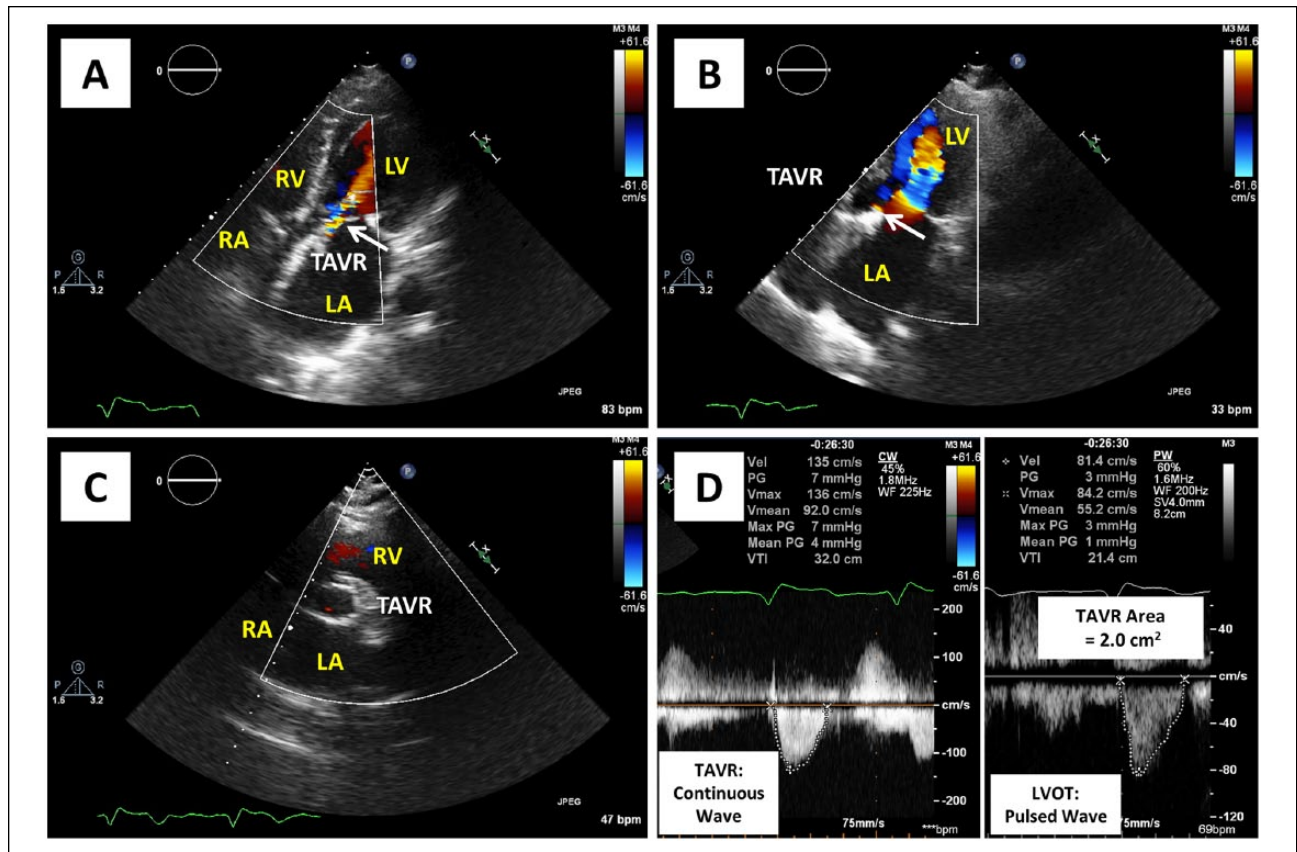 A
0
P
M3 M4
+61.6
-61.6
cm/s
RV
LV
RA
TAVR
LA
G
P R
1.6 3.2
JPEG
83 bpm
B
0
P
M3 M4
+61.6
-61.6
cm/s
LV
TAVR
LA
G
P R
1.6 3.2
JPEG
33 bpm
C
0
P
M3 M4
+61.6
-61.6
cm/s
RV
TAVR
RA
LA
G
P R
1.6 3.2
JPEG
47 bpm
D
-0:26:30
Vel 135 cm/s
PG 7 mmHg
Vmax 136 cm/s
Vmean 92.0 cm/s
Max PG 7 mmHg
Mean PG 4 mmHg
VTI 32.0 cm
CW
45%
1.8MHz
WF 225Hz
M3 M4
+61.6
-61.6
cm/s
200
100
cm/s
-100
-200
TAVR:
Continuous
Wave
75mm/s
***bpm
-0:26:30
Vel 81.4 cm/s
PG 3 mmHg
Vmax 84.2 cm/s
Vmean 55.2 cm/s
Max PG 3 mmHg
Mean PG 1 mmHg
VTI 21.4 cm
PW
60%
1.6MHz
WF 200Hz
SV4.0mm
8.2cm
M3
TAVR Area
= 2.0 cm²
40
cm/s
-40
-80
-120
LVOT:
Pulsed Wave
75mm/s
69bpm